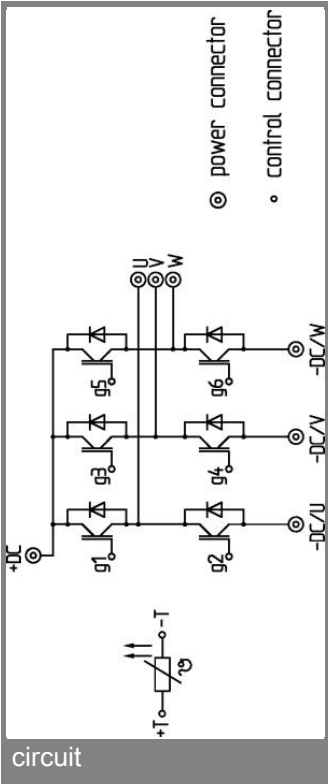 power connector
control connector
U
V
W
g5
g6
-DC/W
g3
g4
-DC/V
+DC
g1
g2
-DC/U
-T
ϑ
+T
circuit